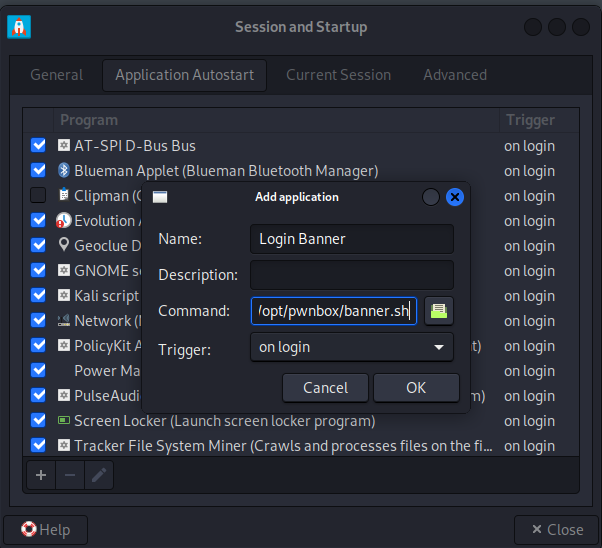 Session and Startup
General Application Autostart Current Session Advanced
Program Trigger
AT-SPI D-Bus Bus on login
Blueman Applet (Blueman Bluetooth Manager) on login
Clipman ( on login
Add application
Evolution on login
Name: Login Banner
Geoclue D on login
Description:
GNOME s on login
Kali script on login
Command: /opt/pwnbox/banner.sh
Network ( on login
Trigger: on login
PolicyKit A t) on login
Power Ma on login
Cancel OK
PulseAudi m) on login
Screen Locker (Launch screen locker program) on login
Tracker File System Miner (Crawls and processes files on the fi... on login
Help Close